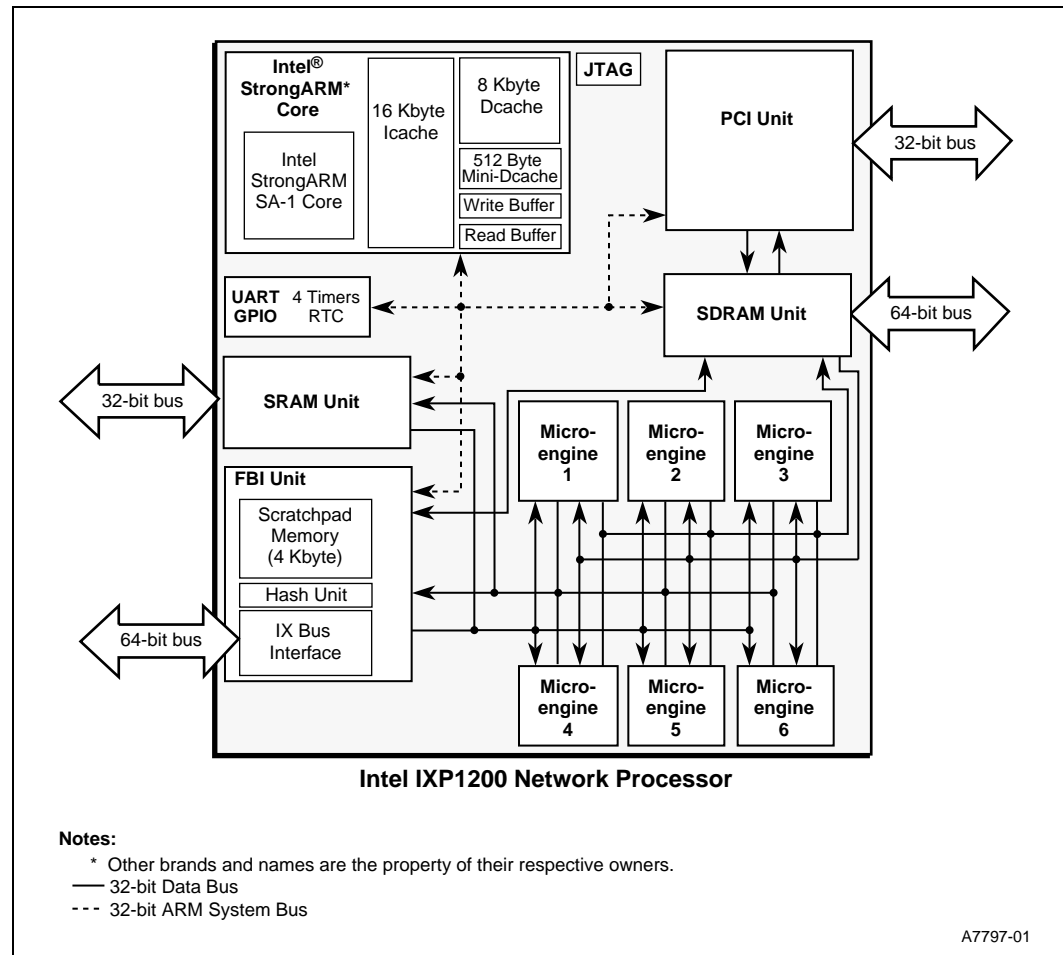 Intel®
StrongARM*
Core
Intel
StrongARM
SA-1 Core
16 Kbyte
Icache
8 Kbyte
Dcache
512 Byte
Mini-Dcache
Write Buffer
Read Buffer
JTAG
PCI Unit
32-bit bus
UART
GPIO
4 Timers
RTC
SDRAM Unit
64-bit bus
32-bit bus
SRAM Unit
FBI Unit
Scratchpad
Memory
(4 Kbyte)
Hash Unit
IX Bus
Interface
64-bit bus
Micro-
engine
1
Micro-
engine
2
Micro-
engine
3
Micro-
engine
4
Micro-
engine
5
Micro-
engine
6
Intel IXP1200 Network Processor
Notes:
* Other brands and names are the property of their respective owners.
32-bit Data Bus
32-bit ARM System Bus
A7797-01